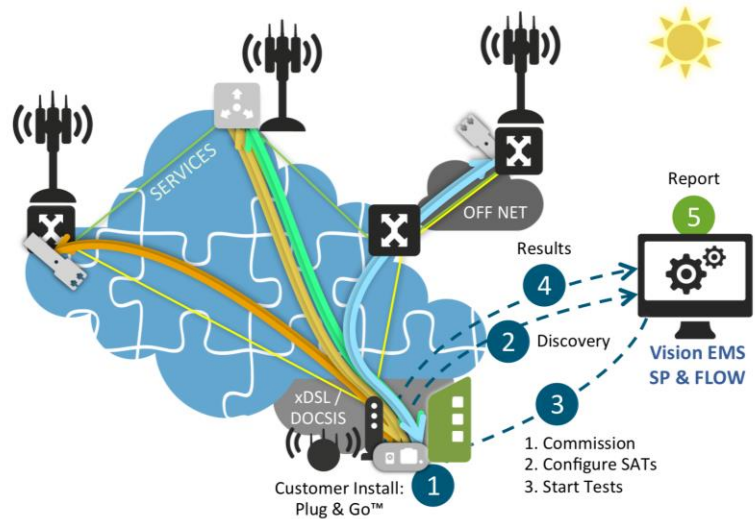 SERVICES
OFF NET
Report
5
Results
4
2
Discovery
Vision EMS
SP & FLOW
xDSL /
DOCSIS
3
1. Commission
2. Configure SATs
3. Start Tests
Customer Install:
Plug & Go™
1